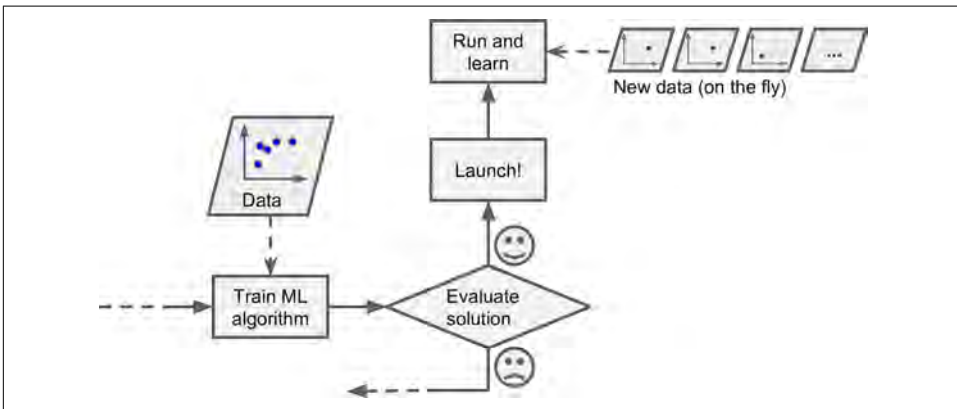 Run and
learn
...
New data (on the fly)
Launch!
Data
Train ML
algorithm
Evaluate
solution